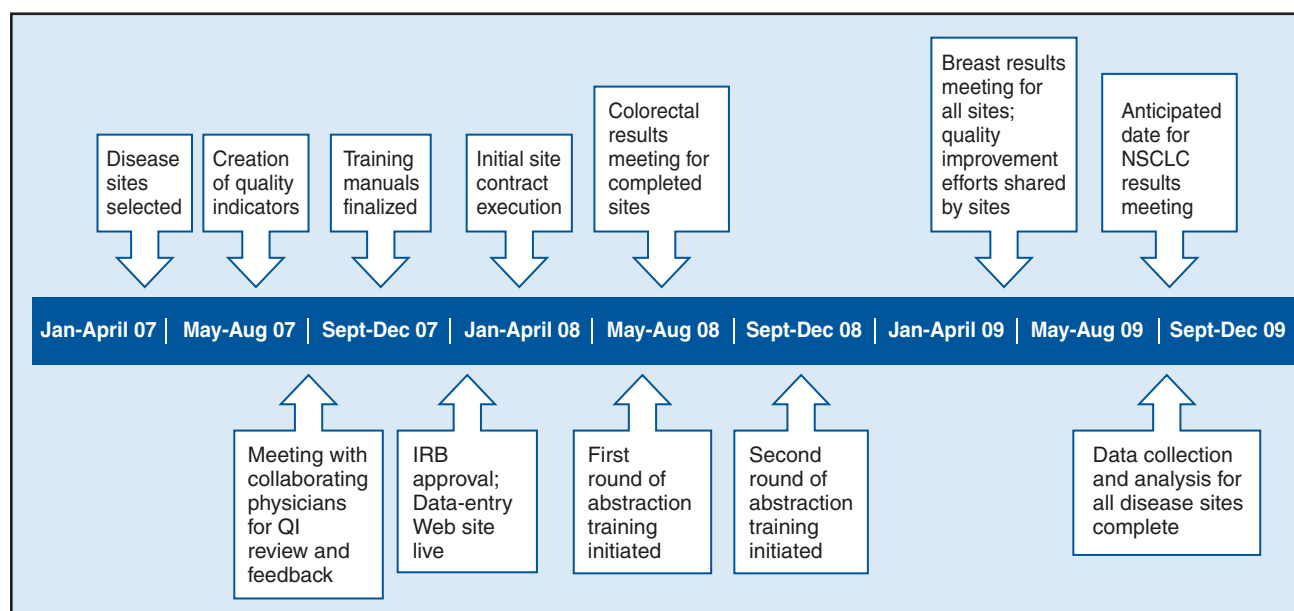 Disease
sites
selected
Creation
of quality
indicators
Training
manuals
finalized
Initial site
contract
execution
Colorectal
results
meeting for
completed
sites
Breast results
meeting for
all sites;
quality
improvement
efforts shared
by sites
Anticipated
date for
NSCLC
results
meeting
Jan-April 07 | May-Aug 07 | Sept-Dec 07 | Jan-April 08 | May-Aug 08 | Sept-Dec 08 | Jan-April 09 | May-Aug 09 | Sept-Dec 09
Meeting with
collaborating
physicians
for QI
review and
feedback
IRB
approval;
Data-entry
Web site
live
First
round of
abstraction
training
initiated
Second
round of
abstraction
training
initiated
Data collection
and analysis for
all disease sites
complete